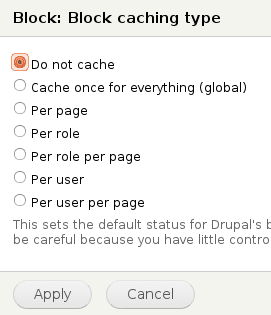 Block: Block caching type
Do not cache
Cache once for everything (global)
Per page
Per role
Per role per page
Per user
Per user per page
This sets the default status for Drupal's b
be careful because you have little contro
Apply
Cancel